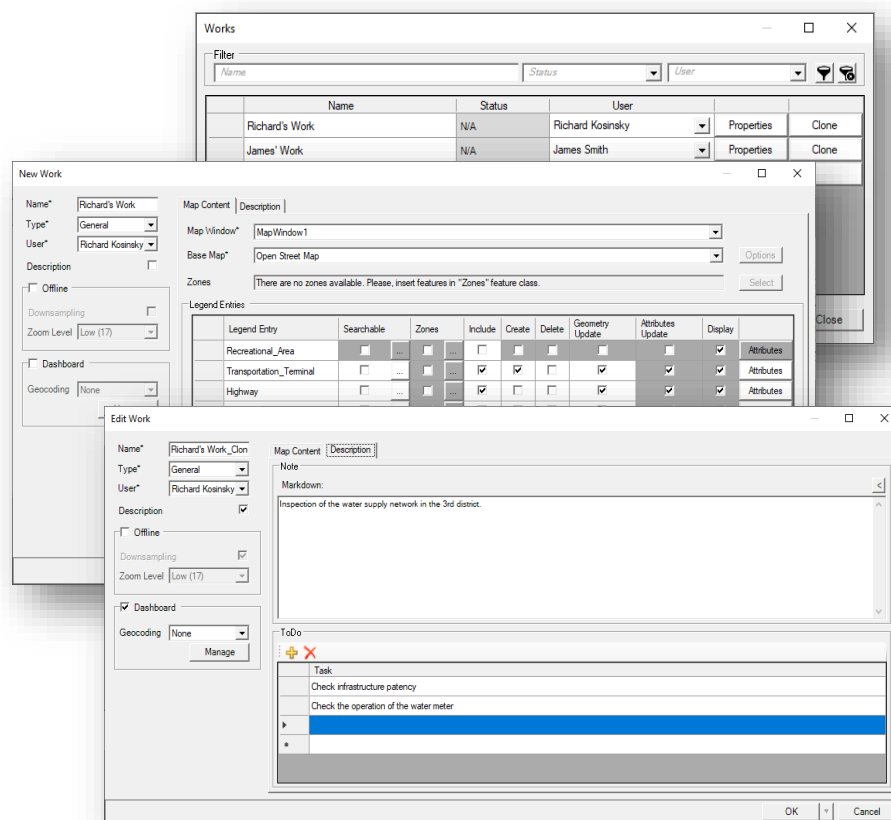 Works
Filter
Name Status User
Name Status User
Richard's Work N/A Richard Kosinsky Properties Clone
James' Work N/A James Smith Properties Clone
Close
New Work
Name* Richard's Work
Type* General
User* Richard Kosinsky
Description
Offline
Downsampling
Zoom Level Low (17)
Dashboard
Geocoding None
Map Content Description
Map Window* MapWindow1
Base Map* Open Street Map Options
Zones There are no zones available. Please, insert features in "Zones" feature class. Select
Legend Entries
Legend Entry Searchable Zones Include Create Delete Geometry Update Attributes Update Display
Recreational_Area ... ... Attributes
Transportation_Terminal ... ... Attributes
Highway ... ... Attributes
Edit Work
Name* Richard's Work_Clon
Type* General
User* Richard Kosinsky
Description
Offline
Downsampling
Zoom Level Low (17)
Dashboard
Geocoding None
Manage
Map Content Description
Note
Markdown: <
Inspection of the water supply network in the 3rd district.
ToDo
Task
Check infrastructure patency
Check the operation of the water meter
OK Cancel